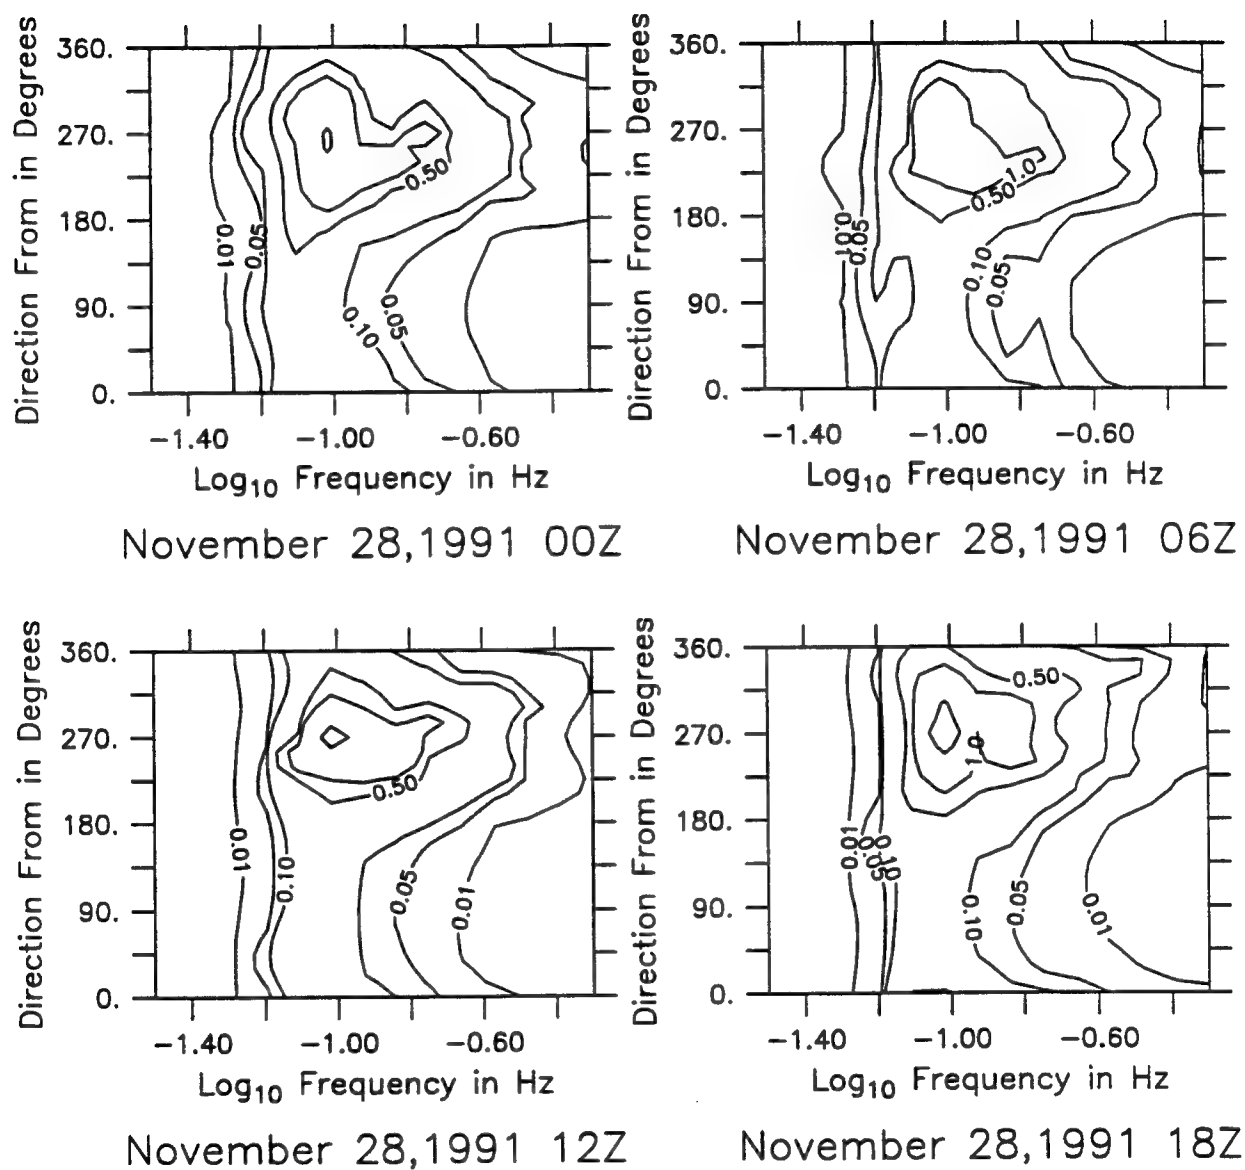 Direction From in Degrees
360.
270.
180.
90.
0.
0.01
0.05
0.50
0.10
0.05
−1.40 −1.00 −0.60
Log10 Frequency in Hz
November 28,1991 00Z
Direction From in Degrees
360.
270.
180.
90.
0.
0.01
0.05
1.0
0.50
0.10
0.05
−1.40 −1.00 −0.60
Log10 Frequency in Hz
November 28,1991 06Z
Direction From in Degrees
360.
270.
180.
90.
0.
0.01
0.10
0.50
0.05
0.01
−1.40 −1.00 −0.60
Log10 Frequency in Hz
November 28,1991 12Z
Direction From in Degrees
360.
270.
180.
90.
0.
0.50
1.0
0.01
0.05
0.10
0.10
0.05
0.01
−1.40 −1.00 −0.60
Log10 Frequency in Hz
November 28,1991 18Z